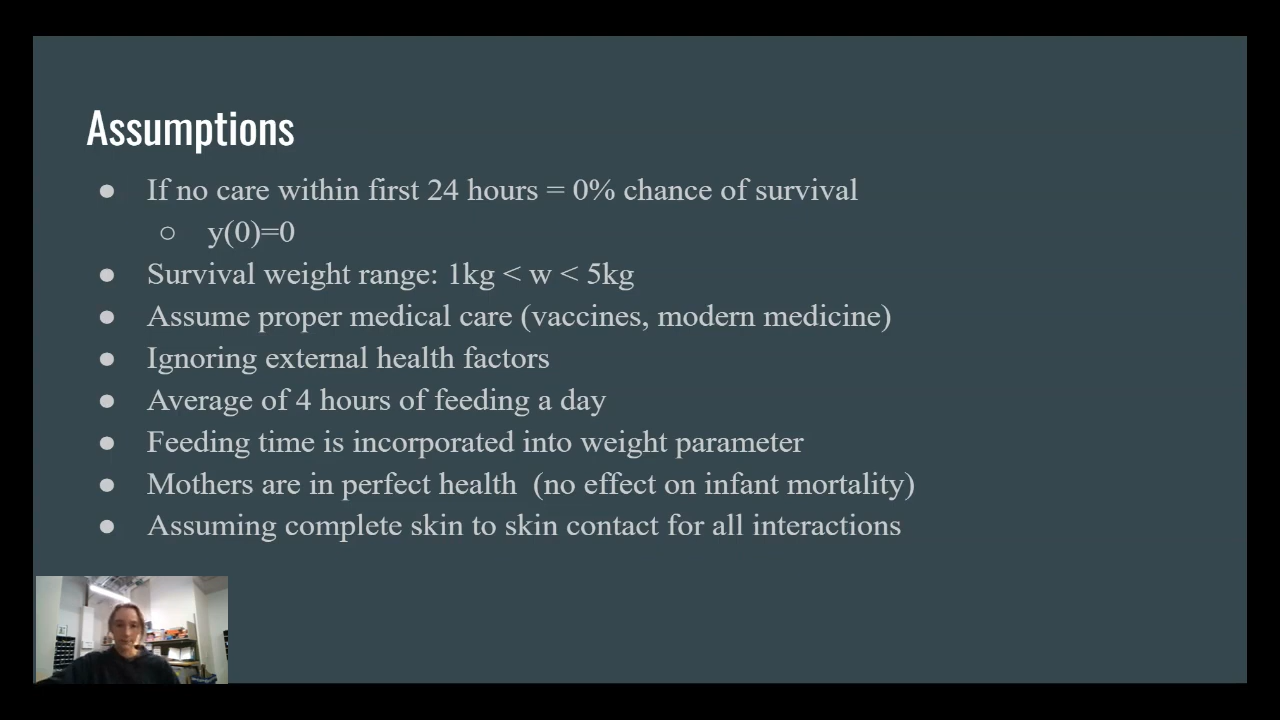 Assumptions
● If no care within first 24 hours = 0% chance of survival
○ y(0)=0
● Survival weight range: 1kg < w < 5kg
● Assume proper medical care (vaccines, modern medicine)
● Ignoring external health factors
● Average of 4 hours of feeding a day
● Feeding time is incorporated into weight parameter
● Mothers are in perfect health  (no effect on infant mortality)
● Assuming complete skin to skin contact for all interactions